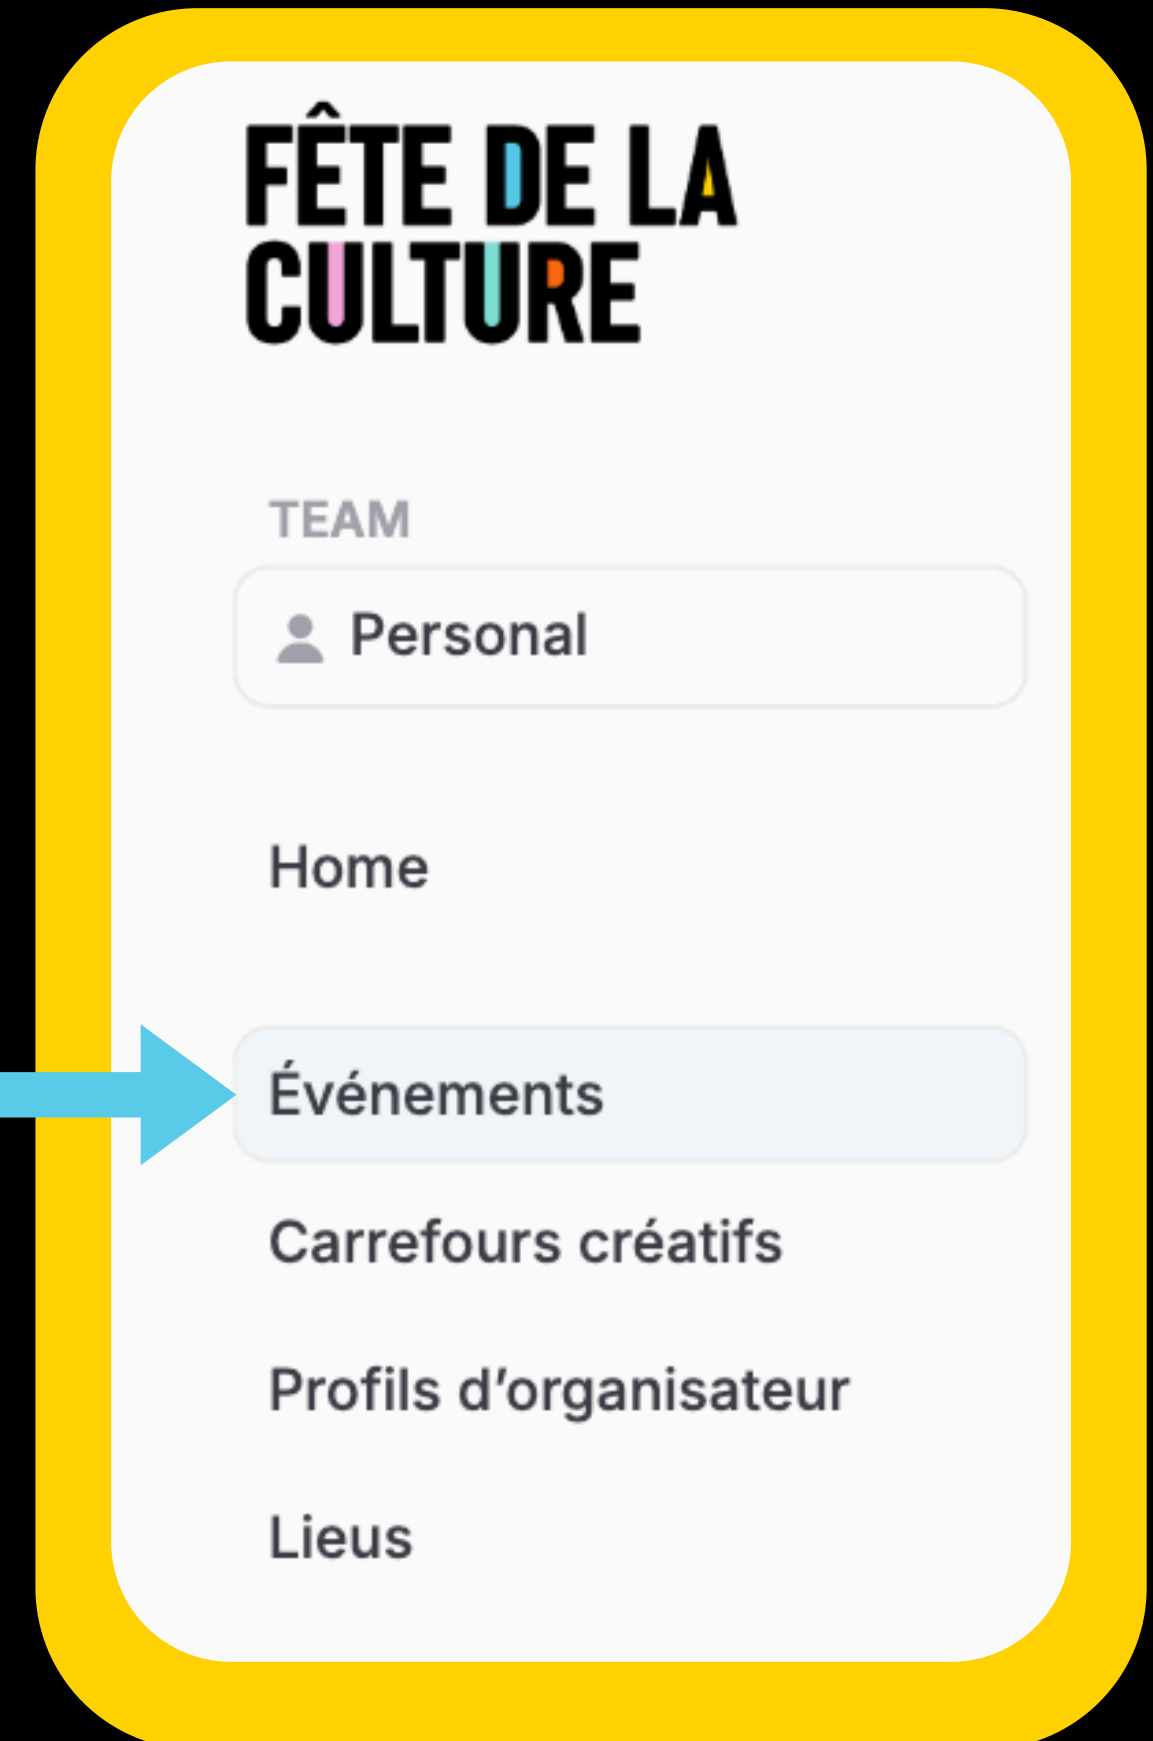 FÊTE DE LA
CULTURE
TEAM
Personal
Home
Événements
Carrefours créatifs
Profils d’organisateur
Lieus